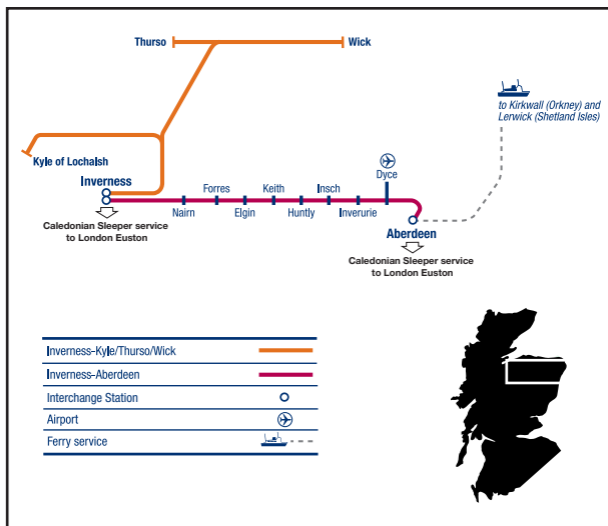 Thurso
Wick
to Kirkwall (Orkney) and
Lerwick (Shetland Isles)
Kyle of Lochalsh
Inverness
Forres
Keith
Insch
Dyce
Nairn
Elgin
Huntly
Inverurie
Aberdeen
Caledonian Sleeper service
to London Euston
Caledonian Sleeper service
to London Euston
Inverness-Kyle/Thurso/Wick
Inverness-Aberdeen
Interchange Station
Airport
Ferry service